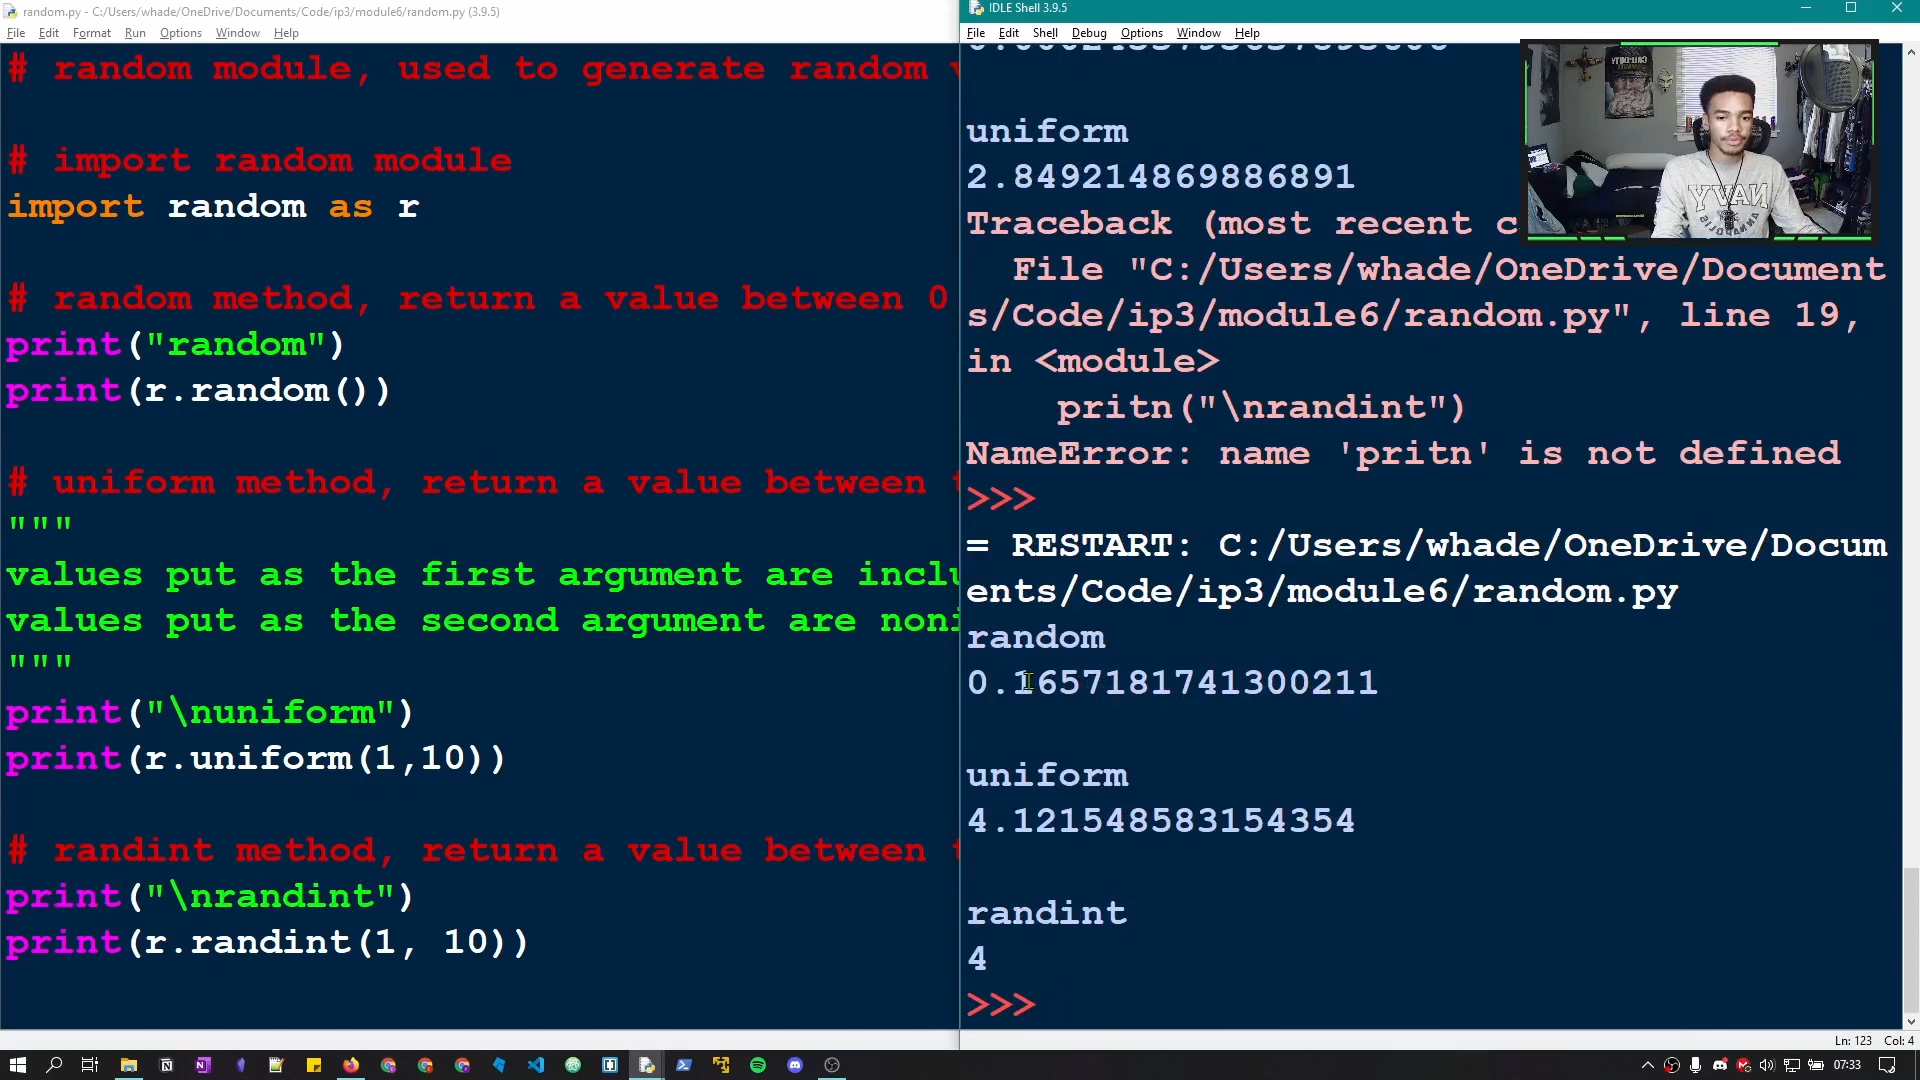 random.py - C:/Users/whade/OneDrive/Documents/Code/ip3/module6/random.py (3.9.5)
File Edit Format Run Options Window Help
# random module, used to generate random
# import random module
import random as r
# random method, return a value between 0
print("random")
print(r.random())
# uniform method, return a value between
"""
values put as the first argument are inclu
values put as the second argument are noni
"""
print("\nuniform")
print(r.uniform(1,10))
# randint method, return a value between
print("\nrandint")
print(r.randint(1, 10))
IDLE Shell 3.9.5
File Edit Shell Debug Options Window Help
uniform
2.849214869886891
Traceback (most recent c
File "C:/Users/whade/OneDrive/Document
s/Code/ip3/module6/random.py", line 19,
in <module>
pritn("\nrandint")
NameError: name 'pritn' is not defined
>>>
= RESTART: C:/Users/whade/OneDrive/Docum
ents/Code/ip3/module6/random.py
random
0.1657181741300211
uniform
4.121548583154354
randint
4
>>>
Ln: 123 Col: 4
07:33